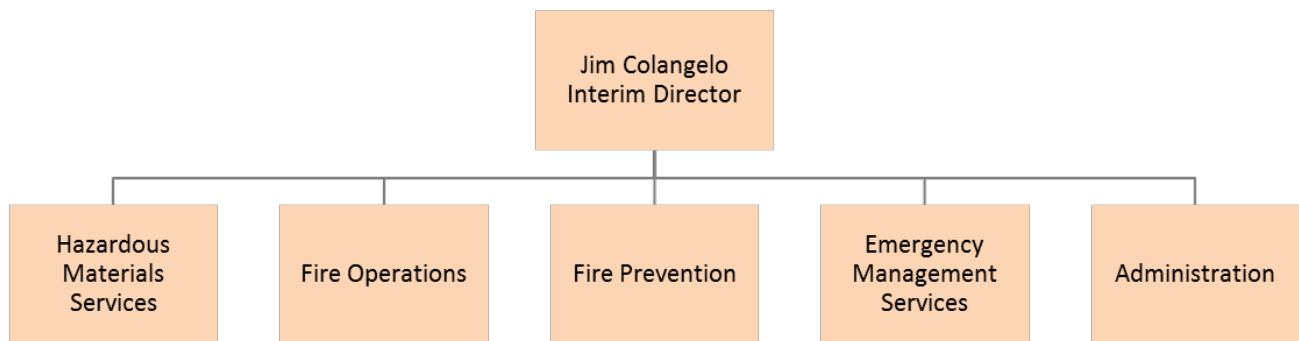 Jim Colangelo
Interim Director
Hazardous
Materials
Services
Fire Operations
Fire Prevention
Emergency
Management
Services
Administration